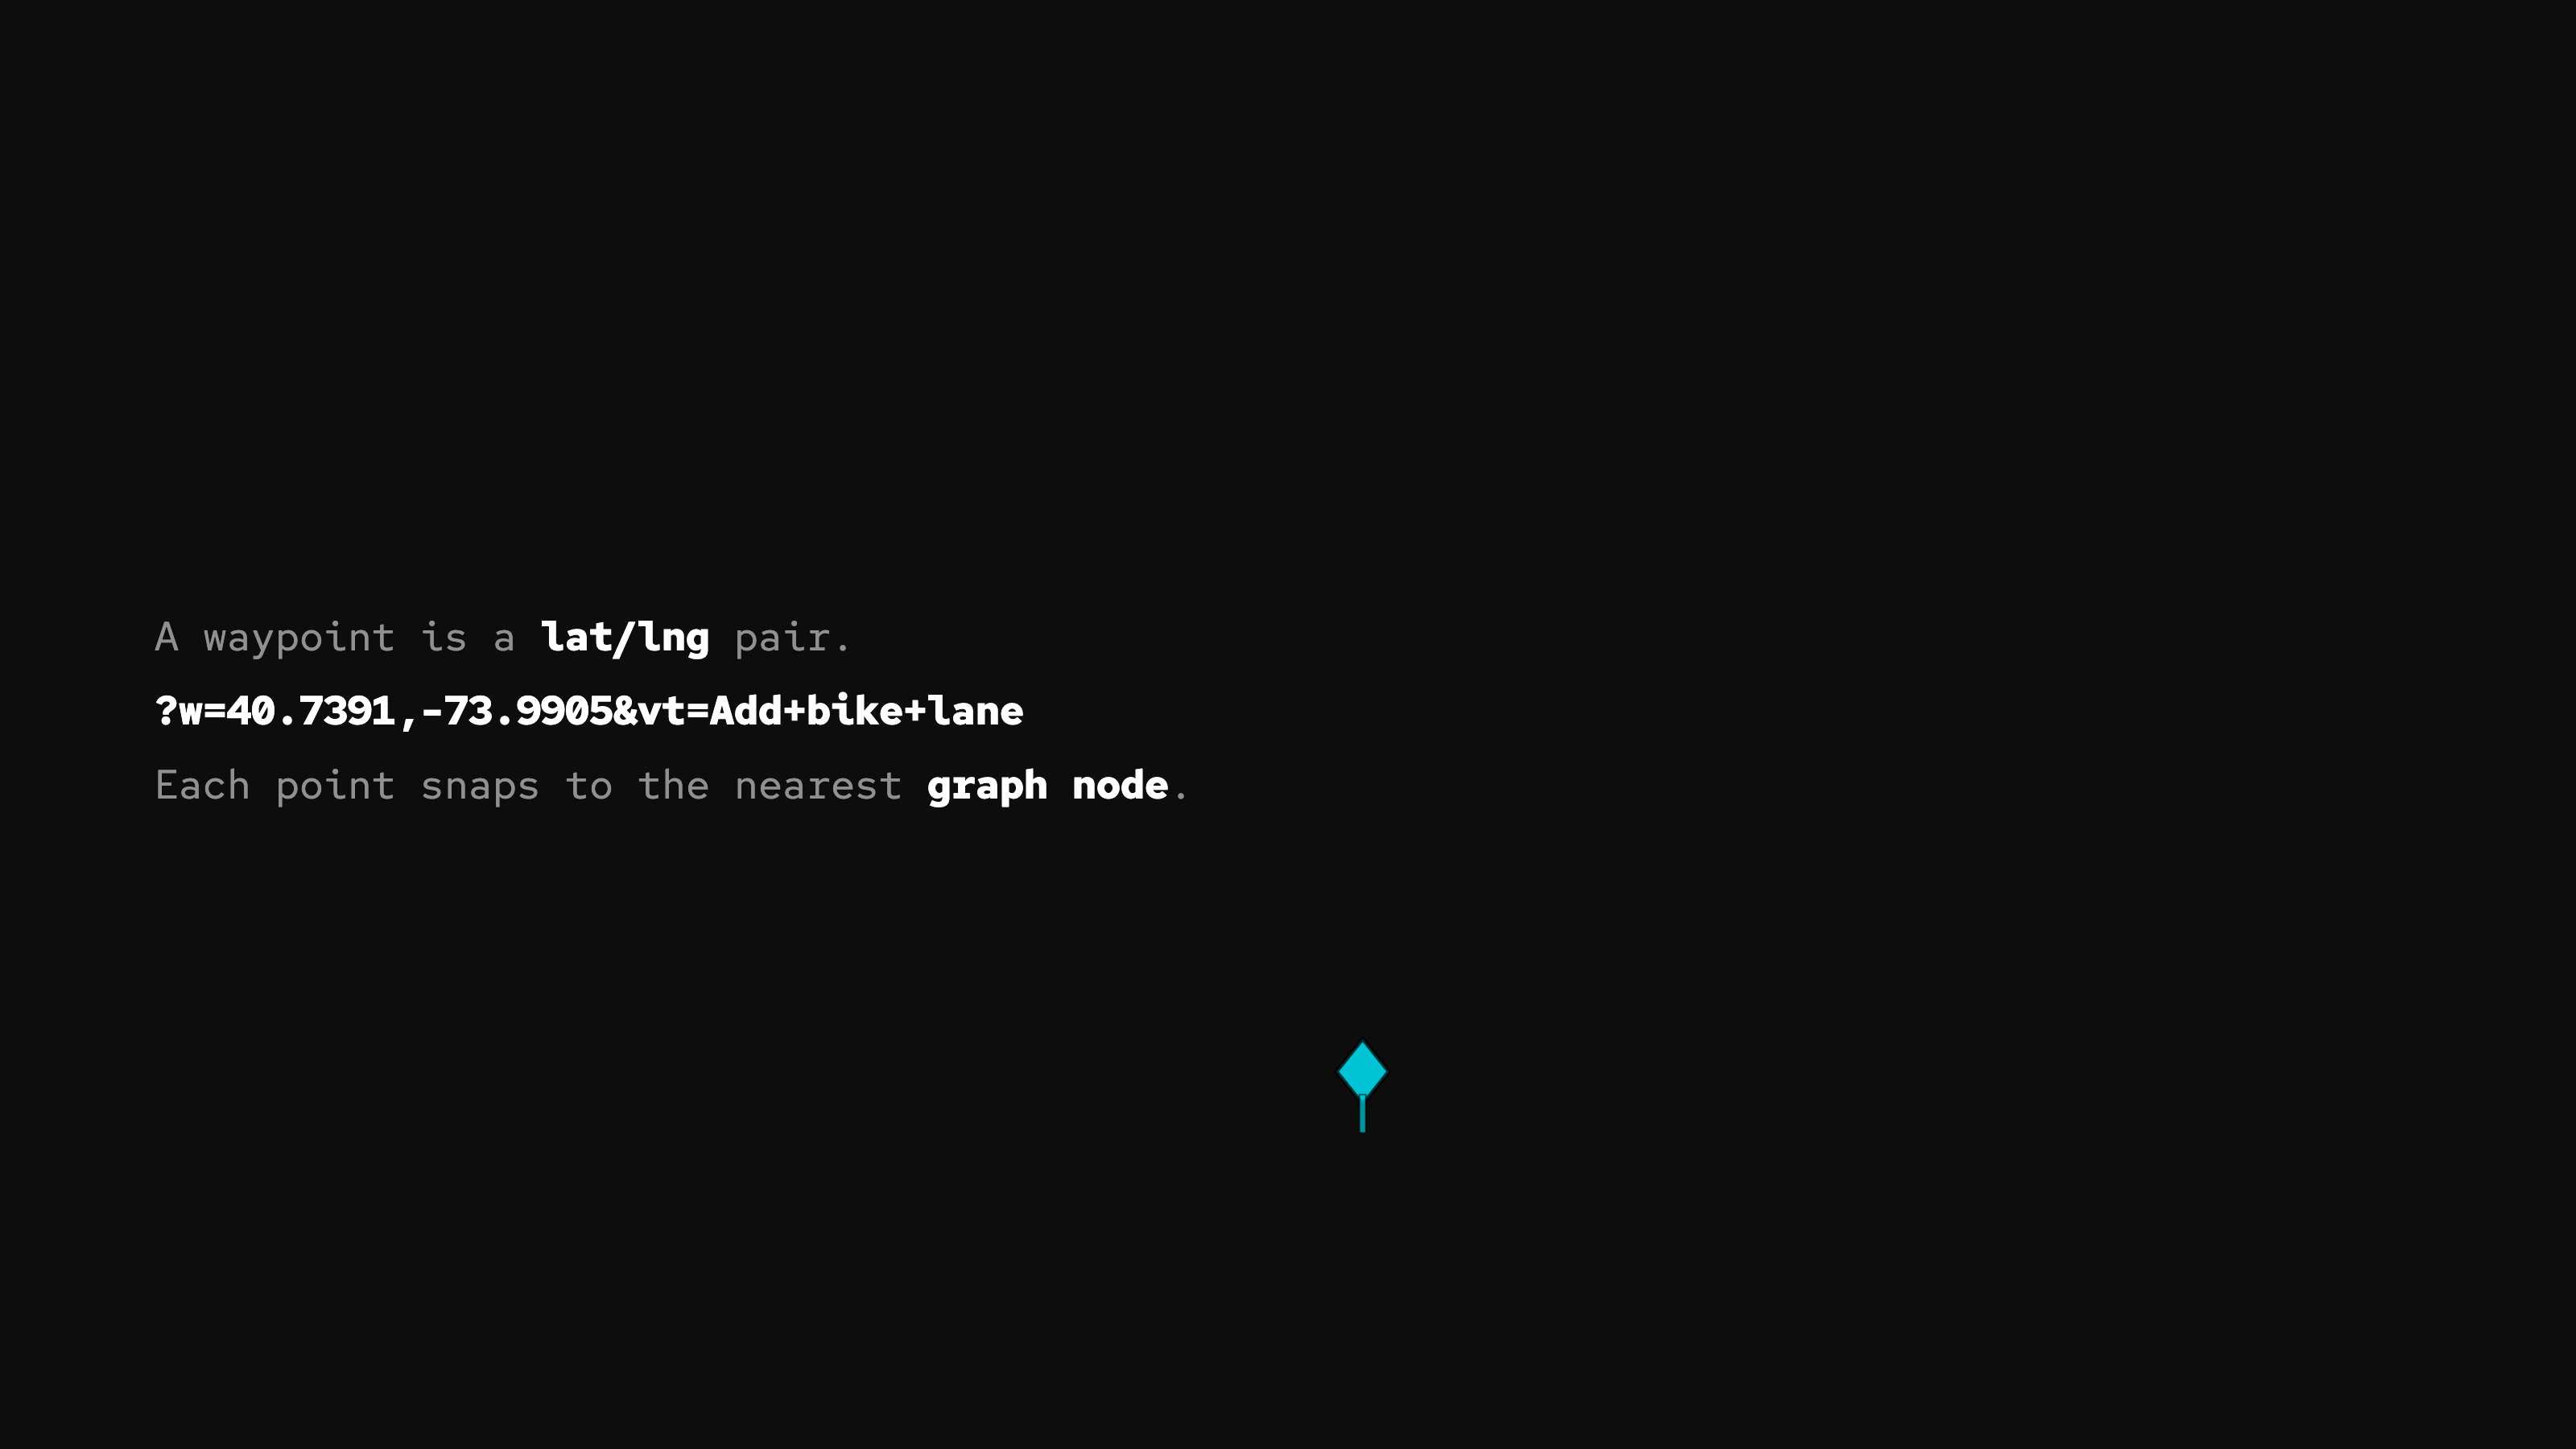 A waypoint is a lat/lng pair.
?w=40.7391,-73.9905&vt=Add+bike+lane
Each point snaps to the nearest graph node.